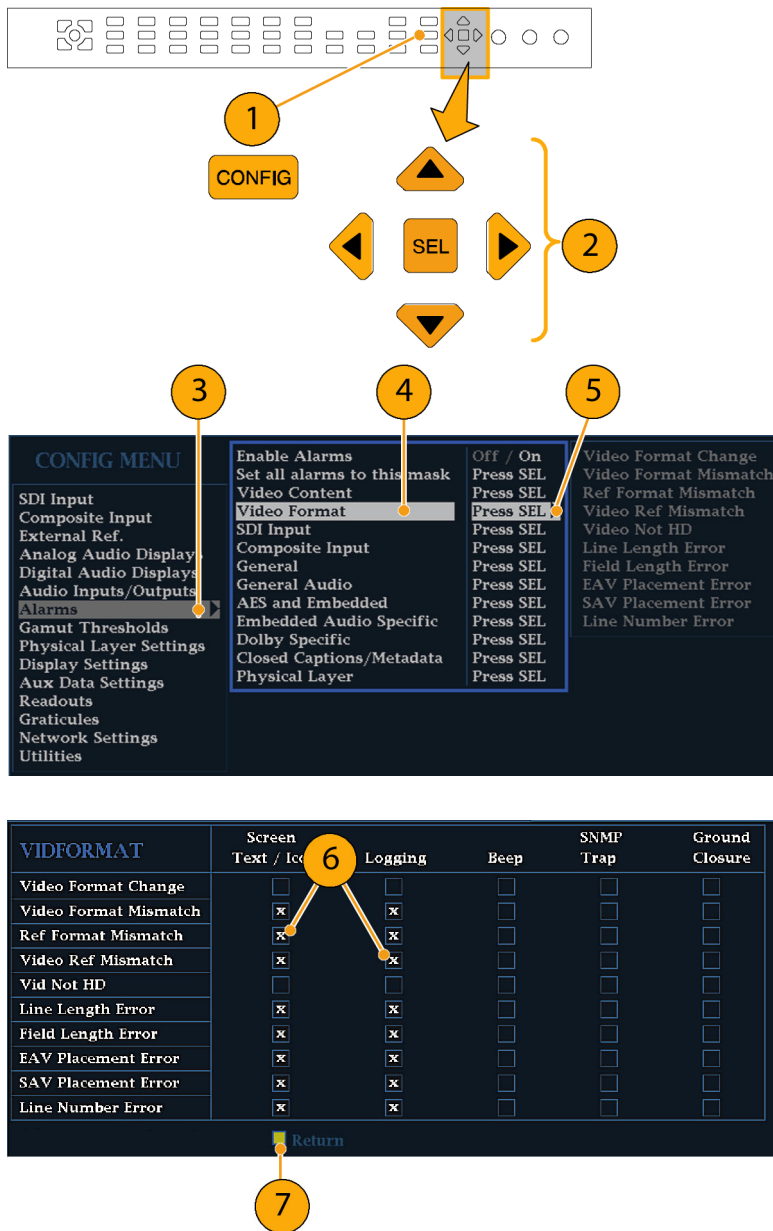 1
CONFIG
SEL
2
3
4
5
CONFIG MENU
SDI Input
Composite Input
External Ref.
Analog Audio Displays
Digital Audio Displays
Audio Inputs/Outputs
Alarms
Gamut Thresholds
Physical Layer Settings
Display Settings
Aux Data Settings
Readouts
Graticules
Network Settings
Utilities
Enable Alarms Off / On
Set all alarms to this mask Press SEL
Video Content Press SEL
Video Format Press SEL
SDI Input Press SEL
Composite Input Press SEL
General Press SEL
General Audio Press SEL
AES and Embedded Press SEL
Embedded Audio Specific Press SEL
Dolby Specific Press SEL
Closed Captions/Metadata Press SEL
Physical Layer Press SEL
Video Format Change
Video Format Mismatch
Ref Format Mismatch
Video Ref Mismatch
Video Not HD
Line Length Error
Field Length Error
EAV Placement Error
SAV Placement Error
Line Number Error
VIDFORMAT
Screen
Text /
6
Logging
Beep
SNMP
Trap
Ground
Closure
Video Format Change
Video Format Mismatch x x
Ref Format Mismatch x x
Video Ref Mismatch x x
Vid Not HD
Line Length Error x x
Field Length Error x x
EAV Placement Error x x
SAV Placement Error x x
Line Number Error x x
Return
7